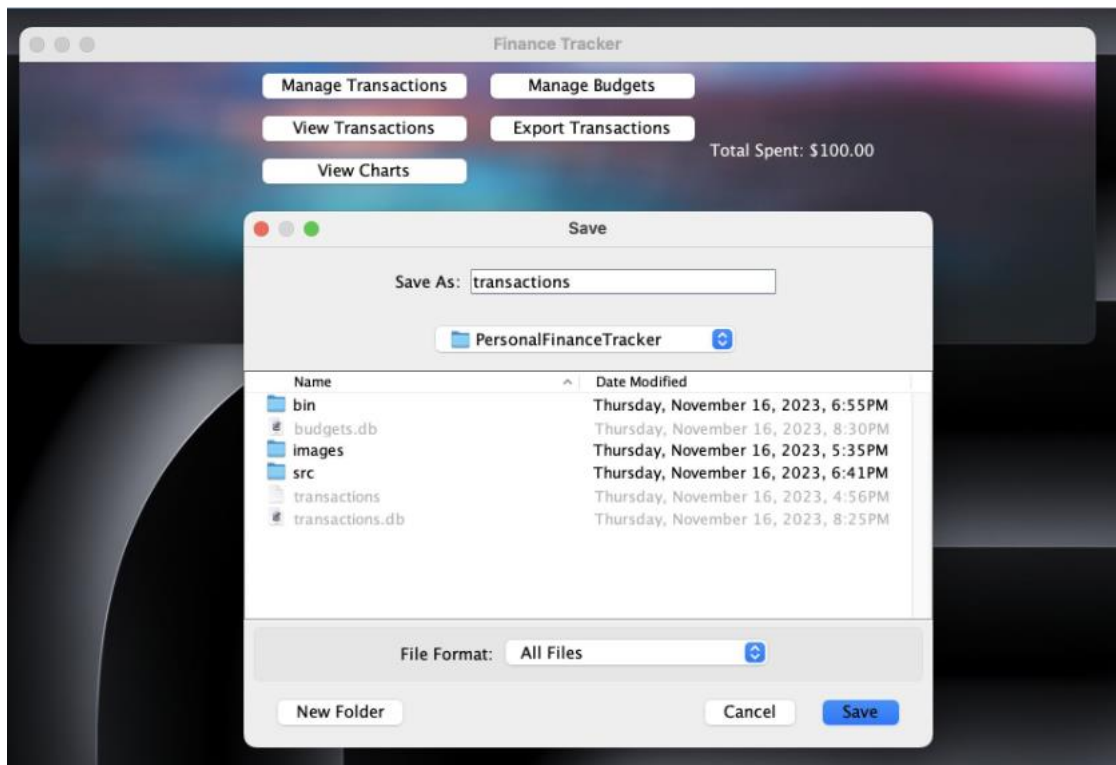 Finance Tracker
Manage Transactions Manage Budgets
View Transactions Export Transactions
Total Spent: $100.00
View Charts
Save
Save As: transactions
PersonalFinanceTracker
Name Date Modified
bin Thursday, November 16, 2023, 6:55PM
budgets.db Thursday, November 16, 2023, 8:30PM
images Thursday, November 16, 2023, 5:35PM
src Thursday, November 16, 2023, 6:41PM
transactions Thursday, November 16, 2023, 4:56PM
transactions.db Thursday, November 16, 2023, 8:25PM
File Format: All Files
New Folder Cancel Save